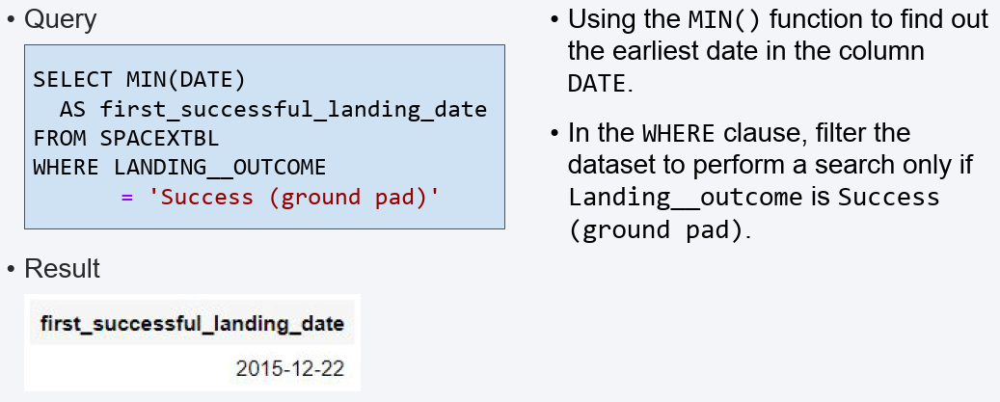 • Query
SELECT MIN(DATE)
AS first_successful_landing_date
FROM SPACEXTBL
WHERE LANDING__OUTCOME
= 'Success (ground pad)'
• Result
first_successful_landing_date
2015-12-22
• Using the MIN() function to find out
the earliest date in the column
DATE.
• In the WHERE clause, filter the
dataset to perform a search only if
Landing__outcome is Success
(ground pad).